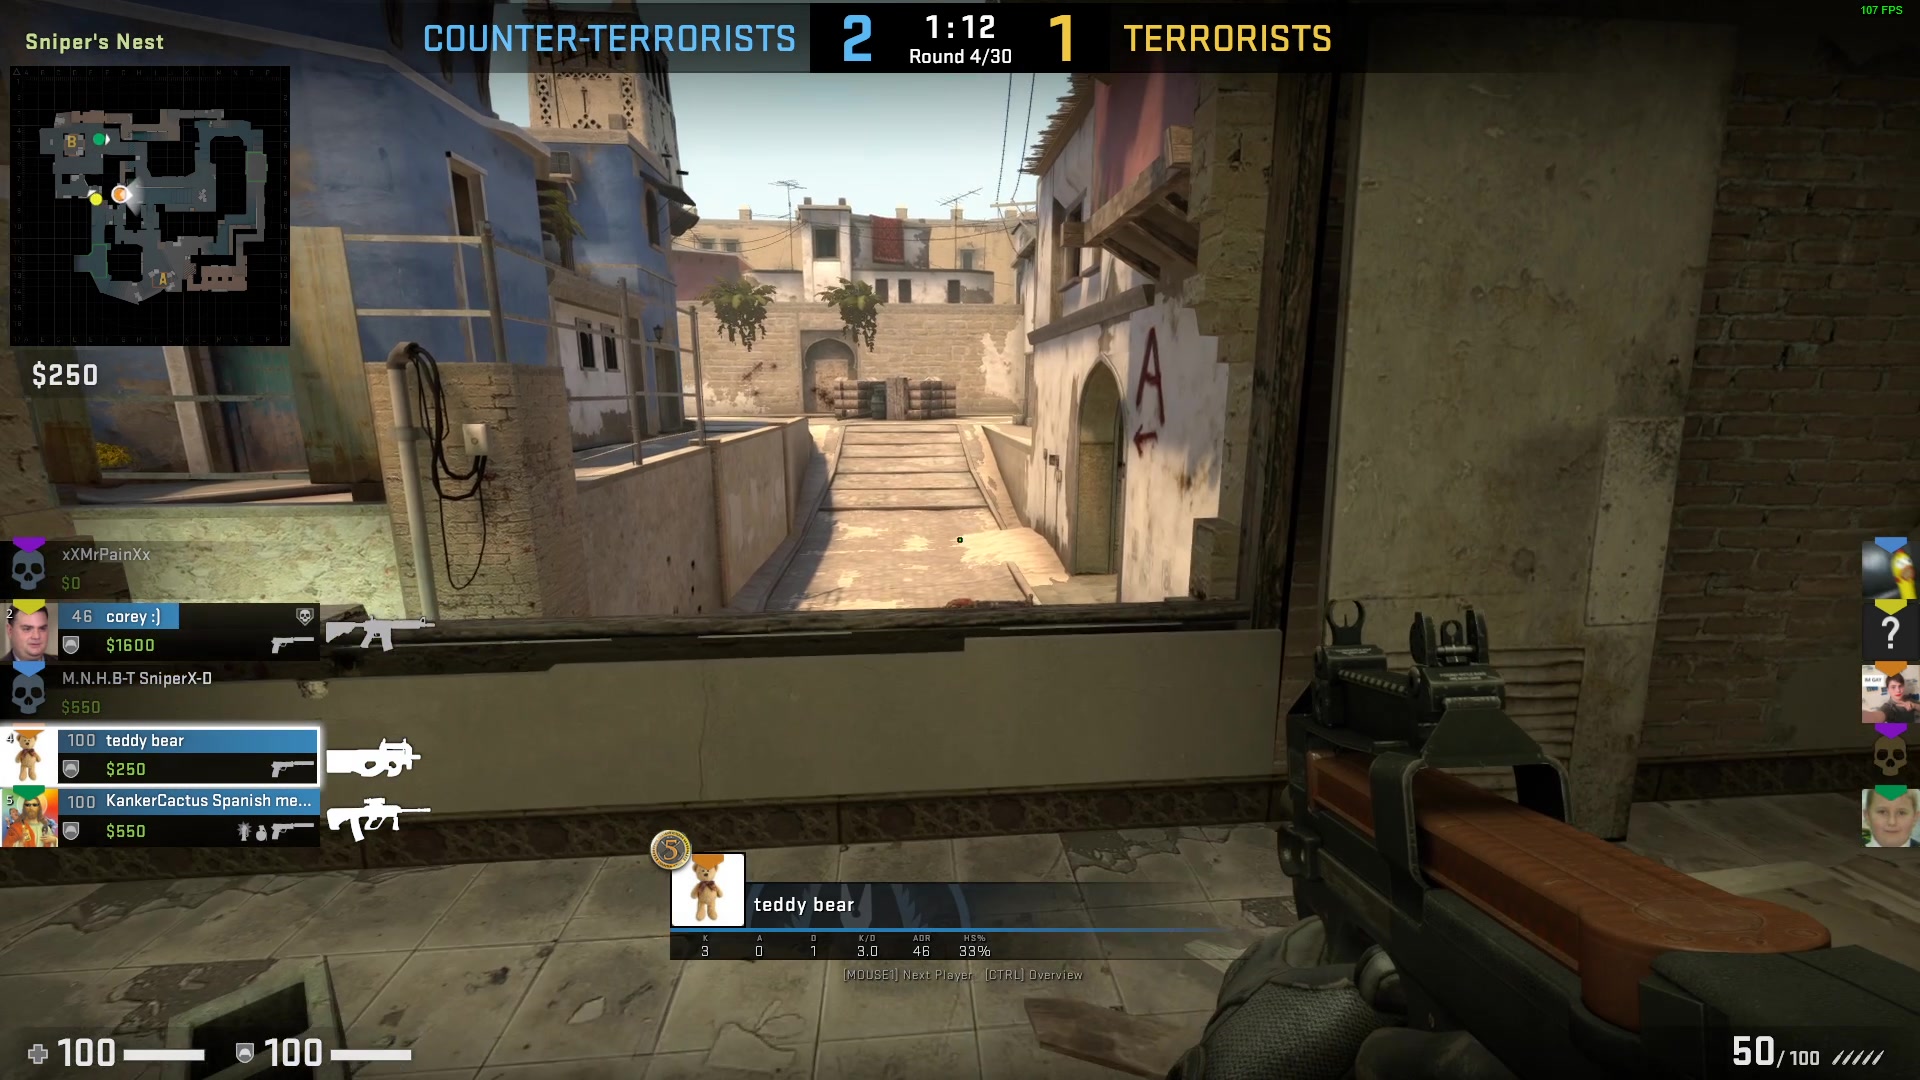 107 FPS
Sniper's Nest
COUNTER-TERRORISTS 2 1:12 1 TERRORISTS
Round 4/30
B
A
$250
A
xXMrPainXx
$0
2 46 corey :)
$1600
M.N.H.B-T SniperX-D
$550
4 100 teddy bear
$250
5 100 KankerCactus Spanish me...
$550
?
5
teddy bear
K A D K/D ADR HS%
3 0 1 3.0 46 33%
[MOUSE1] Next Player [CTRL] Overview
100 100
50 / 100